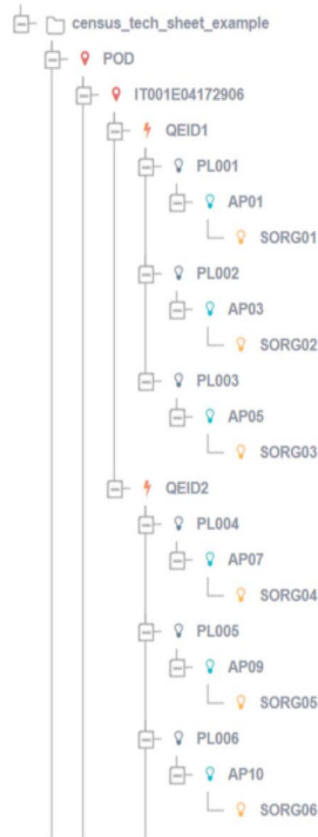 census_tech_sheet_example
POD
IT001E04172906
QEID1
PL001
AP01
SORG01
PL002
AP03
SORG02
PL003
AP05
SORG03
QEID2
PL004
AP07
SORG04
PL005
AP09
SORG05
PL006
AP10
SORG06